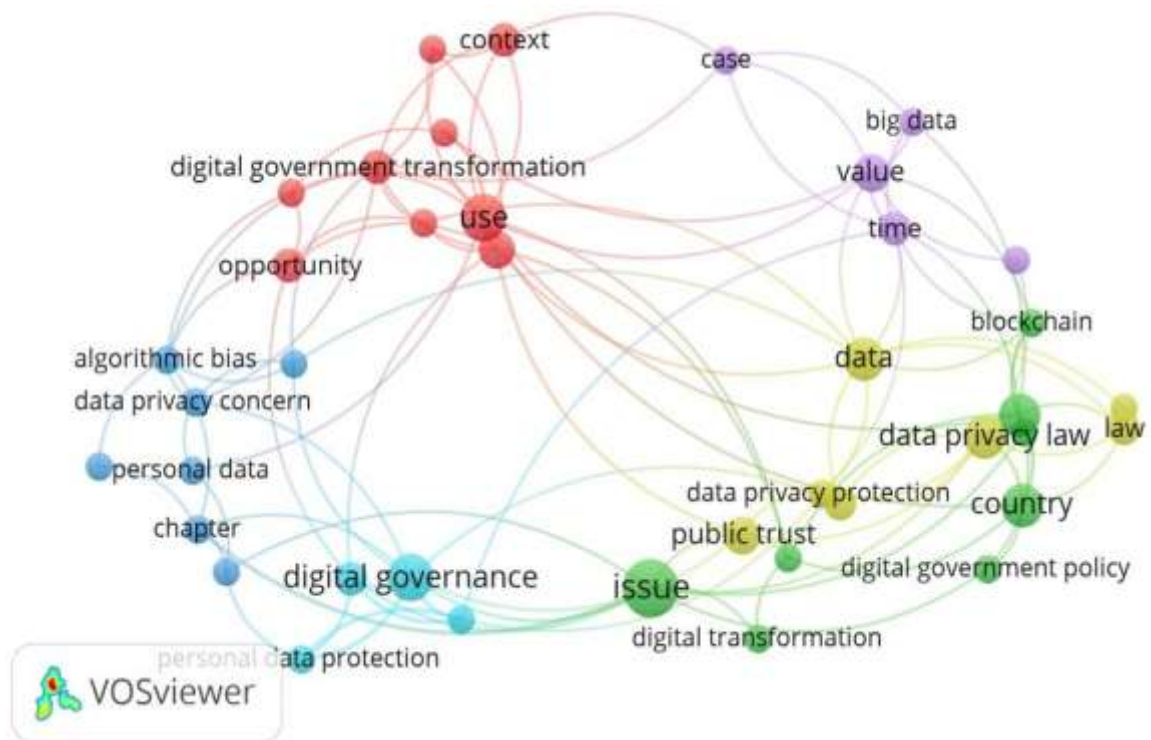 context
case
big data
digital government transformation
value
use
time
opportunity
blockchain
algorithmic bias
data
data privacy concern
data privacy law
law
personal data
data privacy protection
country
chapter
public trust
digital governance
issue
digital government policy
digital transformation
personal data protection
VOSviewer